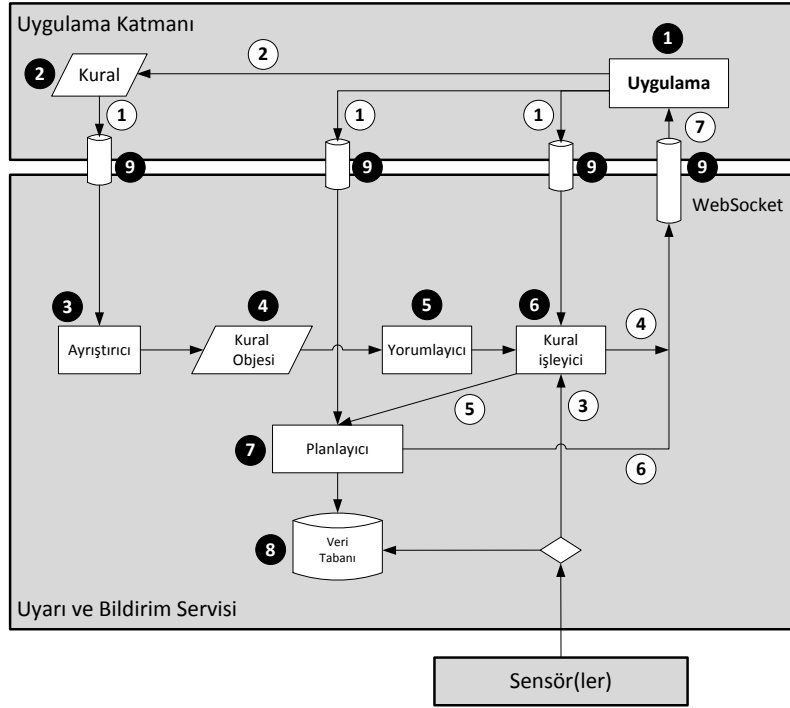 Uygulama Katmanı
1
2
2
Kural
Uygulama
1
1
1
7
9
9
9
9
WebSocket
3
4
5
6
Ayrıştırıcı
Kural
Objesi
Yorumlayıcı
Kural
işleyici
4
5
3
7
Planlayıcı
6
8
Veri
Tabanı
Uyarı ve Bildirim Servisi
Sensör(ler)